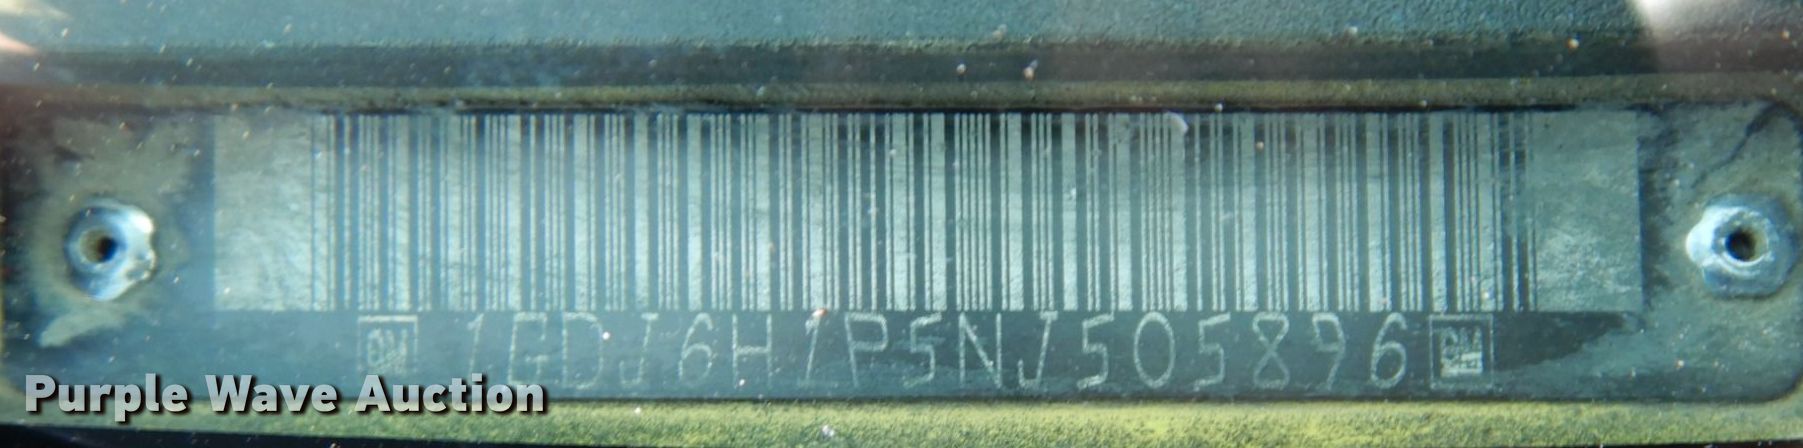 GM 1GDJ6H1P5NJ505896 GM
Purple Wave Auction